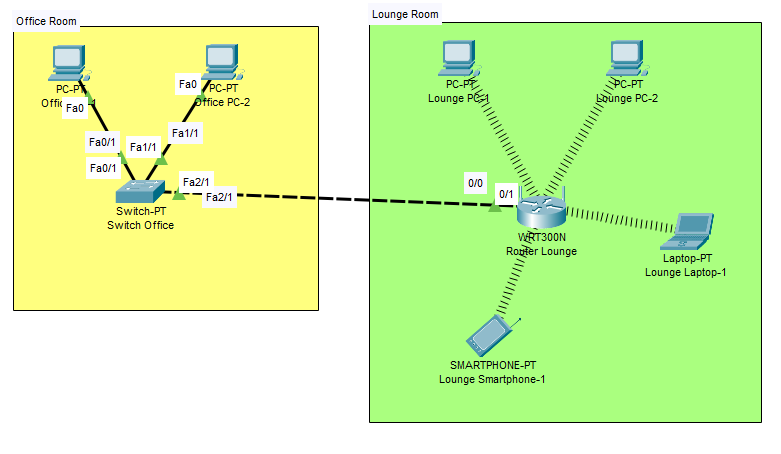 Office Room
PC-PT
Fa0
Fa0
PC-PT
Office PC-2
Fa0/1
Fa1/1
Fa1/1
Fa0/1
Fa2/1
Fa2/1
Switch-PT
Switch Office
Lounge Room
PC-PT
Lounge PC-1
PC-PT
Lounge PC-2
0/0
0/1
WRT300N
Router Lounge
Laptop-PT
Lounge Laptop-1
SMARTPHONE-PT
Lounge Smartphone-1